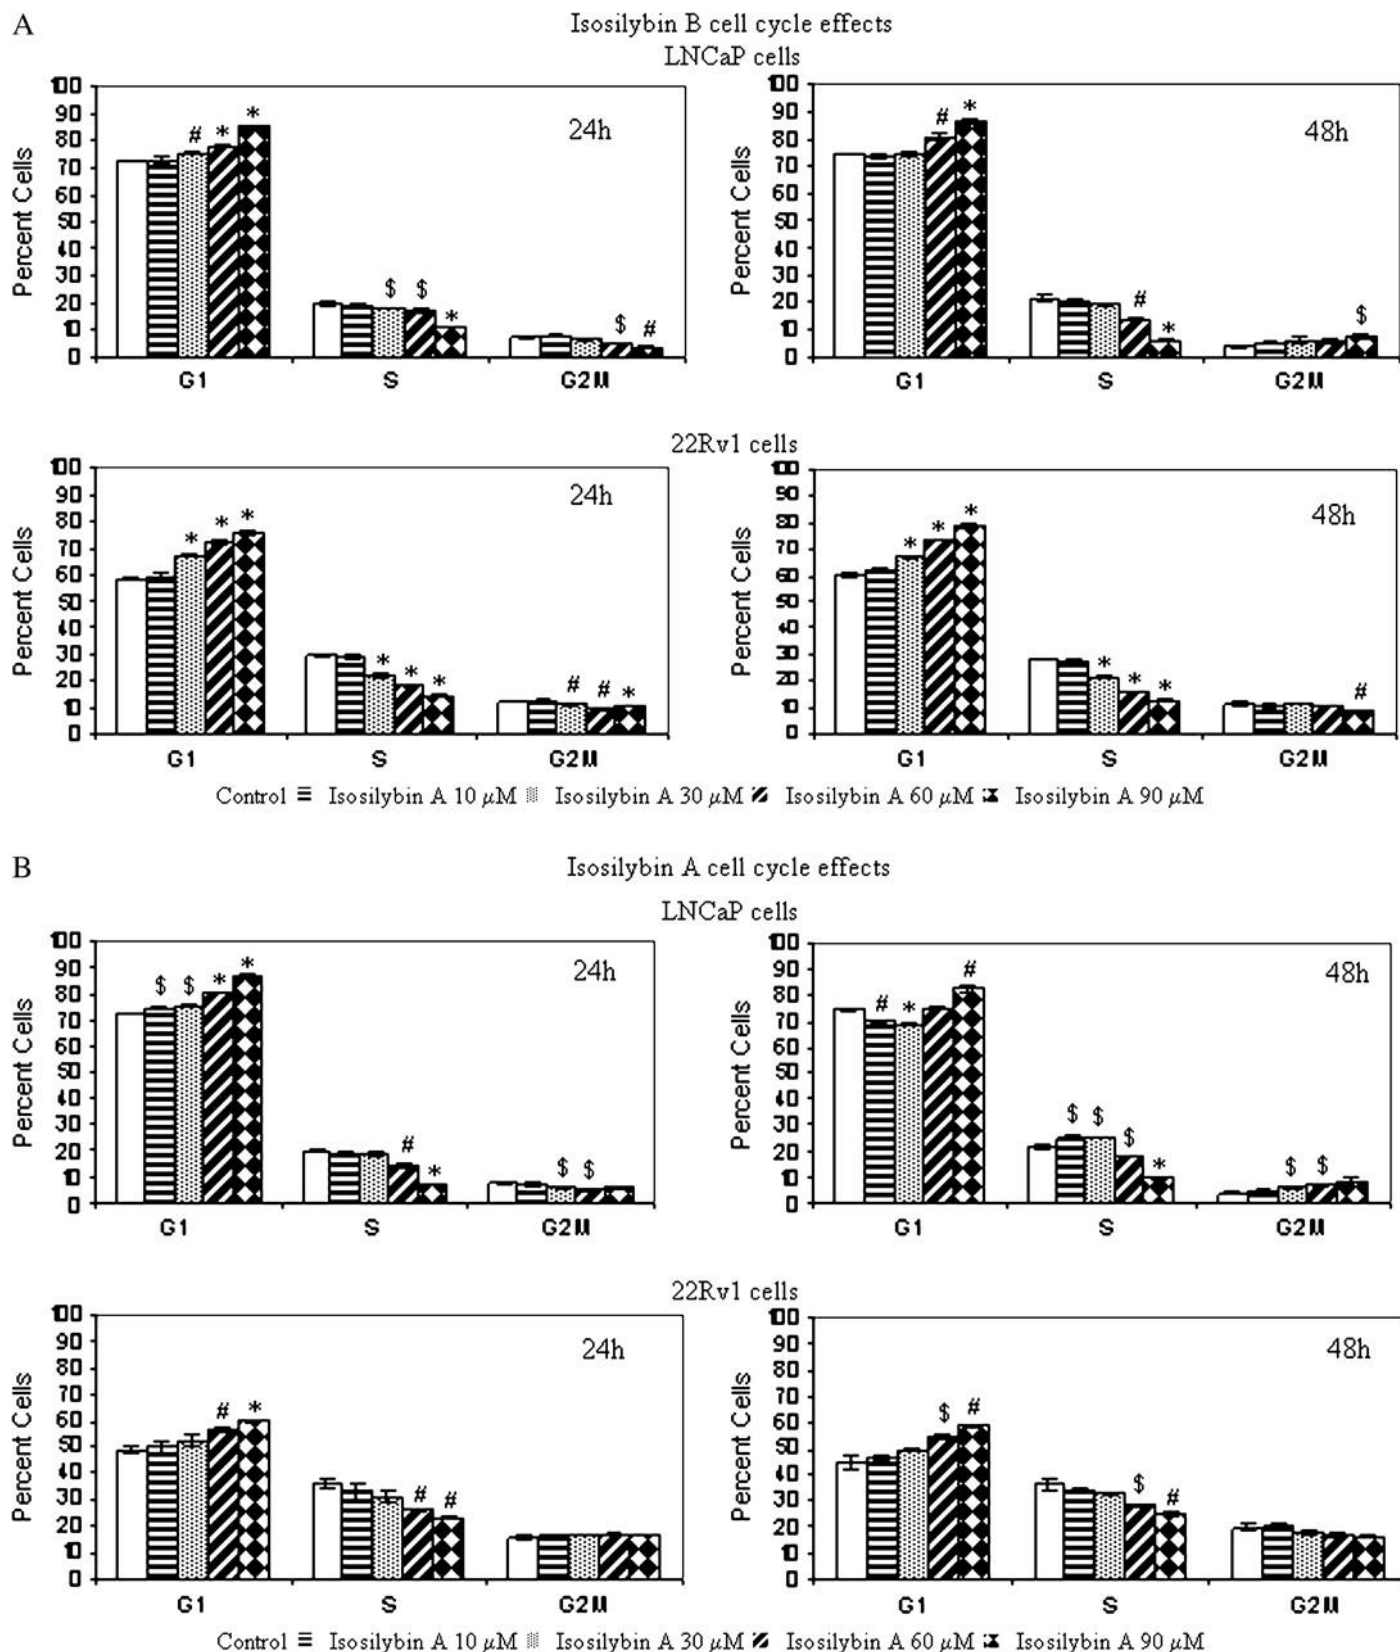 A
Isosilybin B cell cycle effects
LNCaP cells
100
90
80
70
60
50
40
30
20
10
0
Percent Cells
24h
# * *
$ $ *
$ #
G1 S G2M
100
90
80
70
60
50
40
30
20
10
0
Percent Cells
48h
# *
# *
$
G1 S G2M
22Rv1 cells
100
90
80
70
60
50
40
30
20
10
0
Percent Cells
24h
* * *
* * *
# # *
G1 S G2M
100
90
80
70
60
50
40
30
20
10
0
Percent Cells
48h
* * *
* * *
#
G1 S G2M
Control Isosilybin A 10 μM Isosilybin A 30 μM Isosilybin A 60 μM Isosilybin A 90 μM
B
Isosilybin A cell cycle effects
LNCaP cells
100
90
80
70
60
50
40
30
20
10
0
Percent Cells
24h
$ $ * *
# *
$ $
G1 S G2M
100
90
80
70
60
50
40
30
20
10
0
Percent Cells
48h
# * #
$ $ $ *
$ $
G1 S G2M
22Rv1 cells
100
90
80
70
60
50
40
30
20
10
0
Percent Cells
24h
# *
# #
G1 S G2M
100
90
80
70
60
50
40
30
20
10
0
Percent Cells
48h
$ #
$ #
G1 S G2M
Control Isosilybin A 10 μM Isosilybin A 30 μM Isosilybin A 60 μM Isosilybin A 90 μM